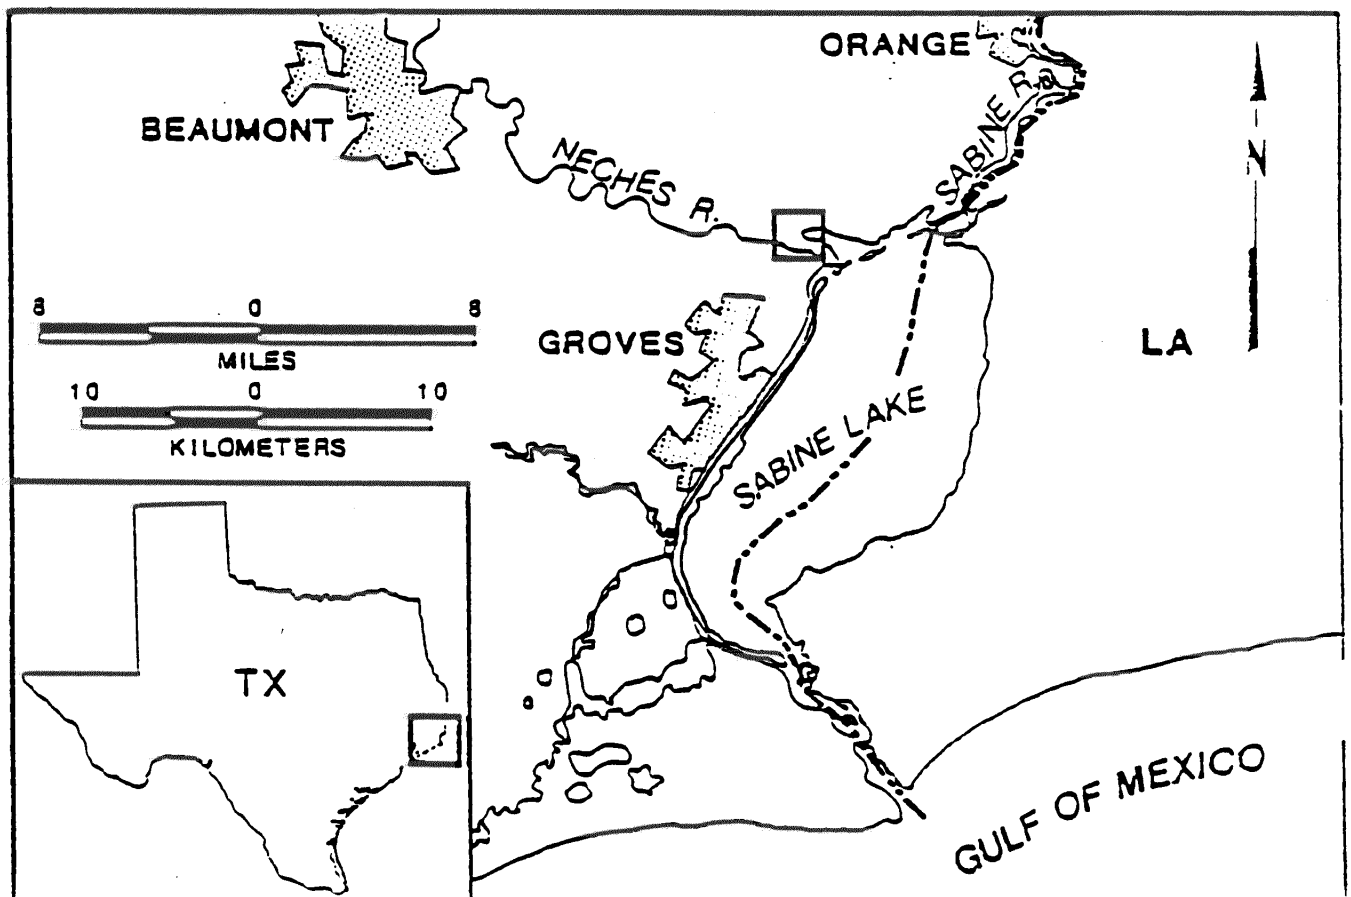 ORANGE
BEAUMONT
NECHES R.
SABINE R.
N
8 0 8
MILES
GROVES
LA
10 0 10
KILOMETERS
SABINE LAKE
TX
GULF OF MEXICO